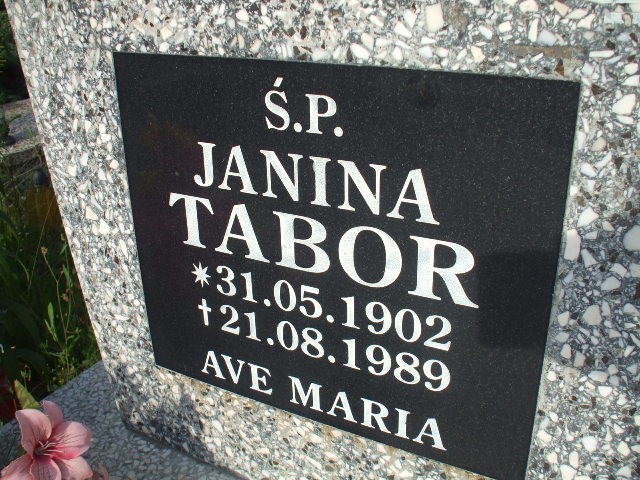 Ś.P.
JANINA
TABOR
*31.05.1902
†21.08.1989
AVE MARIA